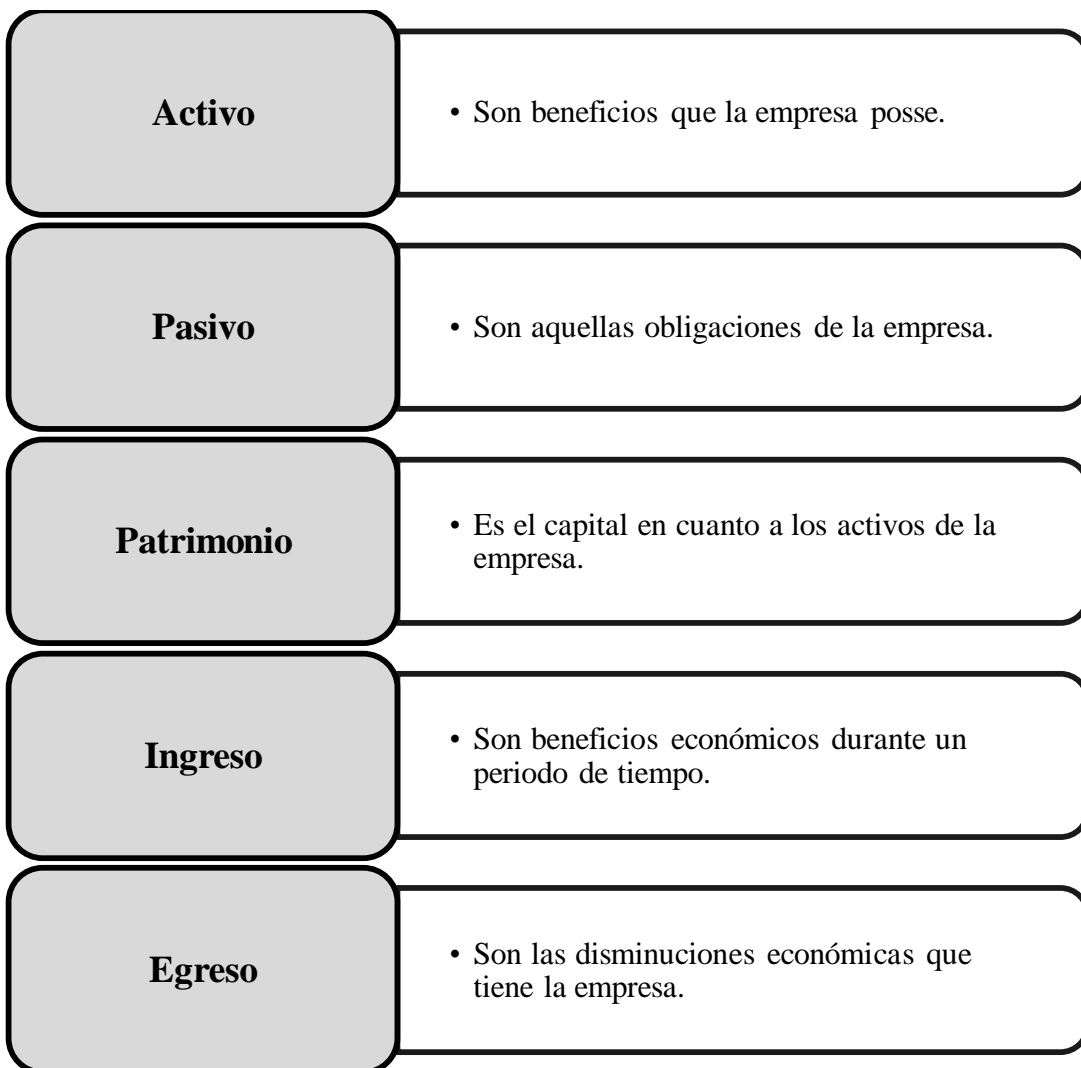 Activo
• Son beneficios que la empresa posse.
Pasivo
• Son aquellas obligaciones de la empresa.
Patrimonio
• Es el capital en cuanto a los activos de la
empresa.
Ingreso
• Son beneficios económicos durante un
periodo de tiempo.
Egreso
• Son las disminuciones económicas que
tiene la empresa.